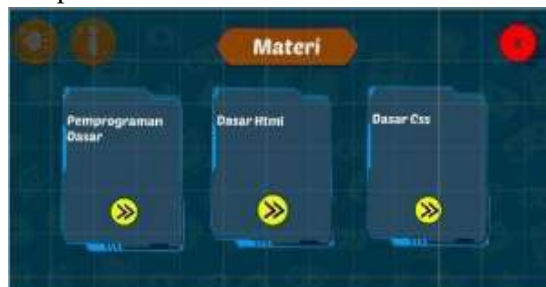 Materi
Pemprograman
Dasar
Dasar Html
Dasar Css